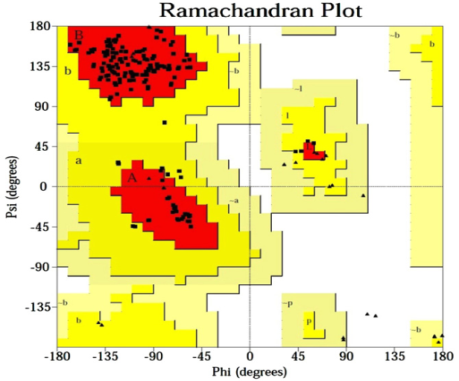 Ramachandran Plot
180
B
~b
b
b
~b
135
~l
90
l
45
a
A
Psi (degrees)
0
~a
-45
-90
~b
~p
-135
b
p
~b
-180 -135 -90 -45 0 45 90 135 180
Phi (degrees)